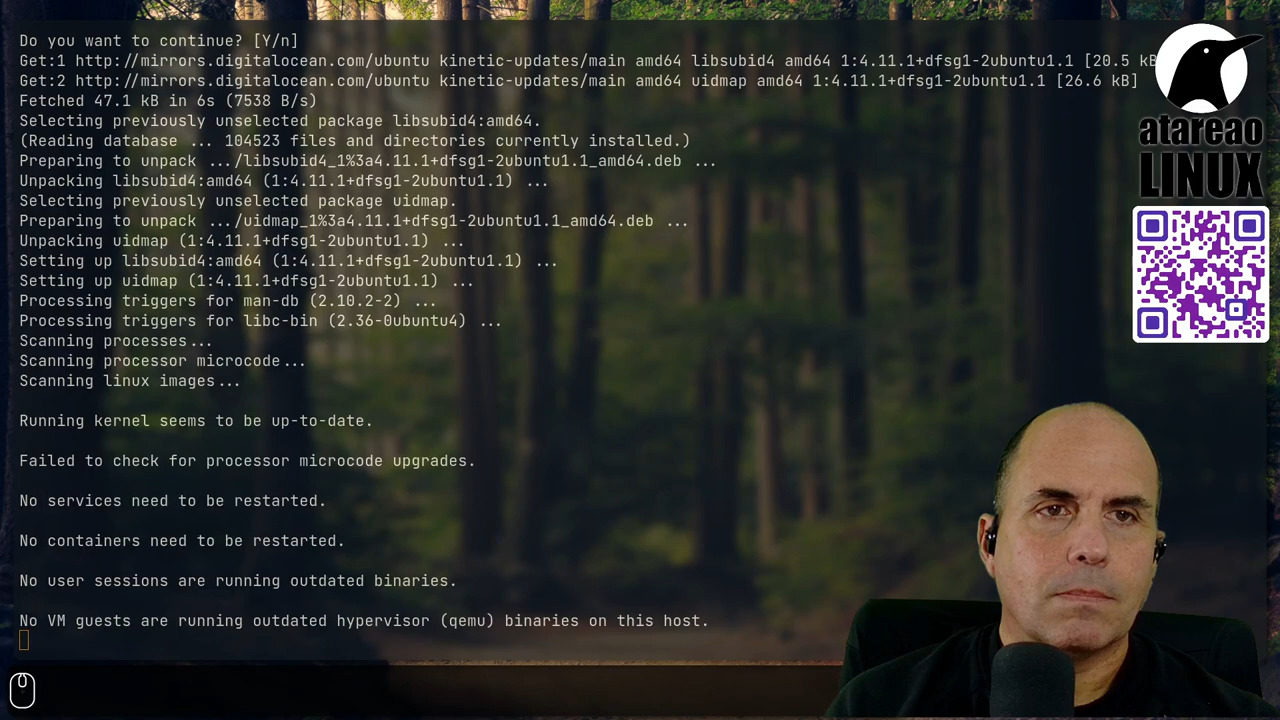 Do you want to continue? [Y/n]
Get:1 http://mirrors.digitalocean.com/ubuntu kinetic-updates/main amd64 libsubid4 amd64 1:4.11.1+dfsg1-2ubuntu1.1 [20.5 kB
Get:2 http://mirrors.digitalocean.com/ubuntu kinetic-updates/main amd64 uidmap amd64 1:4.11.1+dfsg1-2ubuntu1.1 [26.6 kB]
Fetched 47.1 kB in 6s (7538 B/s)
Selecting previously unselected package libsubid4:amd64.
(Reading database ... 104523 files and directories currently installed.)
Preparing to unpack .../libsubid4_1%3a4.11.1+dfsg1-2ubuntu1.1_amd64.deb ...
Unpacking libsubid4:amd64 (1:4.11.1+dfsg1-2ubuntu1.1) ...
Selecting previously unselected package uidmap.
Preparing to unpack .../uidmap_1%3a4.11.1+dfsg1-2ubuntu1.1_amd64.deb ...
Unpacking uidmap (1:4.11.1+dfsg1-2ubuntu1.1) ...
Setting up libsubid4:amd64 (1:4.11.1+dfsg1-2ubuntu1.1) ...
Setting up uidmap (1:4.11.1+dfsg1-2ubuntu1.1) ...
Processing triggers for man-db (2.10.2-2) ...
Processing triggers for libc-bin (2.36-0ubuntu4) ...
Scanning processes...
Scanning processor microcode...
Scanning linux images...
Running kernel seems to be up-to-date.
Failed to check for processor microcode upgrades.
No services need to be restarted.
No containers need to be restarted.
No user sessions are running outdated binaries.
No VM guests are running outdated hypervisor (qemu) binaries on this host.
atareao
LINUX